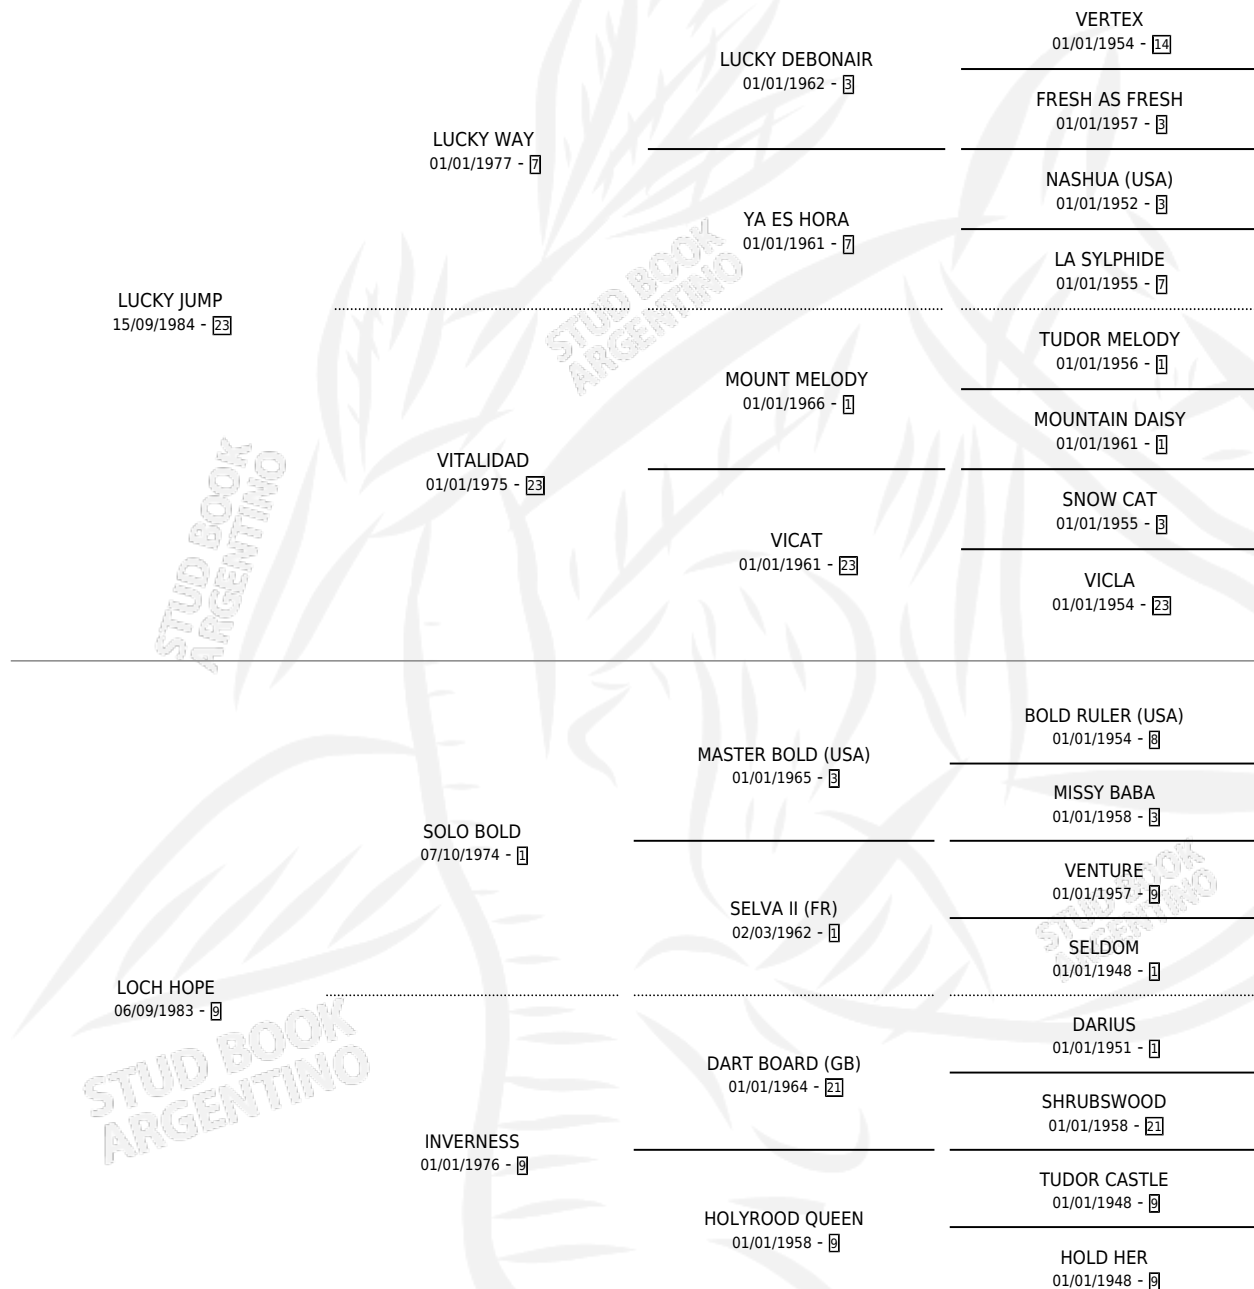 VERTEX
01/01/1954 - 14
LUCKY DEBONAIR
01/01/1962 - 3
FRESH AS FRESH
01/01/1957 - 3
LUCKY WAY
01/01/1977 - 7
NASHUA (USA)
01/01/1952 - 3
YA ES HORA
01/01/1961 - 7
LA SYLPHIDE
01/01/1955 - 7
LUCKY JUMP
15/09/1984 - 23
STUD BOOK
ARGENTINO
TUDOR MELODY
01/01/1956 - 1
MOUNT MELODY
01/01/1966 - 1
MOUNTAIN DAISY
01/01/1961 - 1
VITALIDAD
01/01/1975 - 23
SNOW CAT
01/01/1955 - 3
VICAT
01/01/1961 - 23
VICLA
01/01/1954 - 23
STUD BOOK
ARGENTINO
BOLD RULER (USA)
01/01/1954 - 8
MASTER BOLD (USA)
01/01/1965 - 3
MISSY BABA
01/01/1958 - 3
SOLO BOLD
07/10/1974 - 1
VENTURE
01/01/1957 - 9
SELVA II (FR)
02/03/1962 - 1
STUD BOOK
ARGENTINO
SELDOM
01/01/1948 - 1
LOCH HOPE
06/09/1983 - 9
STUD BOOK
ARGENTINO
DARIUS
01/01/1951 - 1
DART BOARD (GB)
01/01/1964 - 21
SHRUBSWOOD
01/01/1958 - 21
INVERNESS
01/01/1976 - 9
TUDOR CASTLE
01/01/1948 - 9
HOLYROOD QUEEN
01/01/1958 - 9
HOLD HER
01/01/1948 - 9